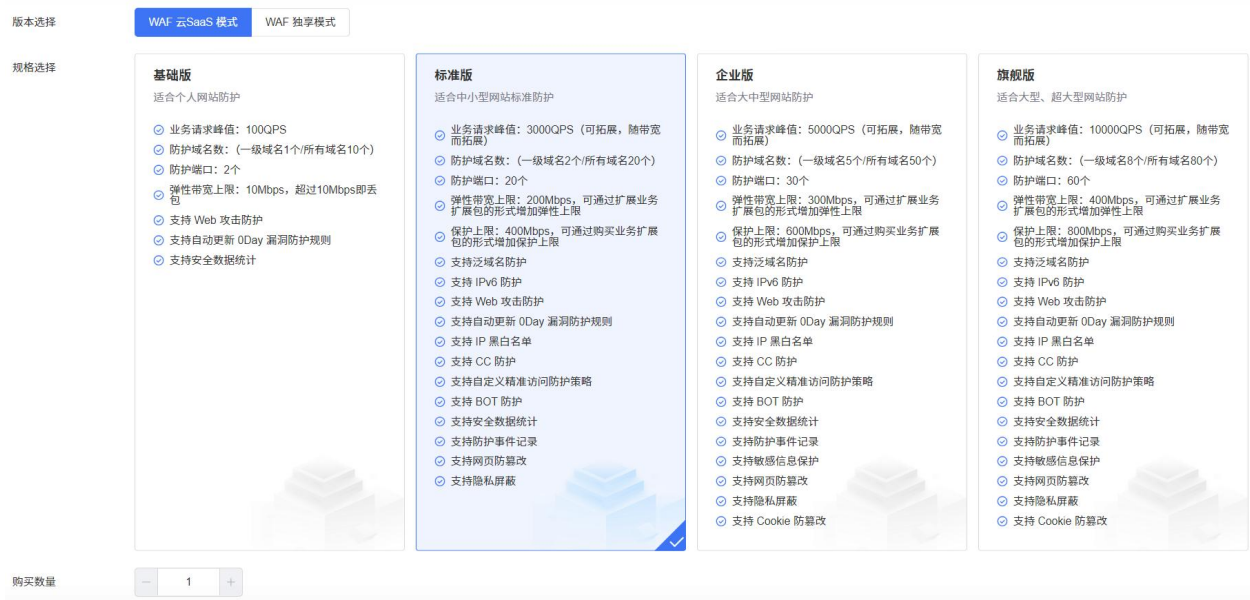 版本选择
WAF 云SaaS 模式
WAF 独享模式
规格选择
基础版
适合个人网站防护
业务请求峰值：100QPS
防护域名数：（一级域名1个/所有域名10个）
防护端口：2个
弹性带宽上限：10Mbps，超过10Mbps即丢
包
支持 Web 攻击防护
支持自动更新 0Day 漏洞防护规则
支持安全数据统计
标准版
适合中小型网站标准防护
业务请求峰值：3000QPS（可拓展，随带宽
而拓展）
防护域名数：（一级域名2个/所有域名20个）
防护端口：20个
弹性带宽上限：200Mbps，可通过扩展业务
扩展包的形式增加弹性上限
保护上限：400Mbps，可通过购买业务扩展
包的形式增加保护上限
支持泛域名防护
支持 IPv6 防护
支持 Web 攻击防护
支持自动更新 0Day 漏洞防护规则
支持 IP 黑白名单
支持 CC 防护
支持自定义精准访问防护策略
支持 BOT 防护
支持安全数据统计
支持防护事件记录
支持网页防篡改
支持隐私屏蔽
企业版
适合大中型网站防护
业务请求峰值：5000QPS（可拓展，随带宽
而拓展）
防护域名数：（一级域名5个/所有域名50个）
防护端口：30个
弹性带宽上限：300Mbps，可通过扩展业务
扩展包的形式增加弹性上限
保护上限：600Mbps，可通过购买业务扩展
包的形式增加保护上限
支持泛域名防护
支持 IPv6 防护
支持 Web 攻击防护
支持自动更新 0Day 漏洞防护规则
支持 IP 黑白名单
支持 CC 防护
支持自定义精准访问防护策略
支持 BOT 防护
支持安全数据统计
支持防护事件记录
支持敏感信息保护
支持网页防篡改
支持隐私屏蔽
支持 Cookie 防篡改
旗舰版
适合大型、超大型网站防护
业务请求峰值：10000QPS（可拓展，随带宽
而拓展）
防护域名数：（一级域名8个/所有域名80个）
防护端口：60个
弹性带宽上限：400Mbps，可通过扩展业务
扩展包的形式增加弹性上限
保护上限：800Mbps，可通过购买业务扩展
包的形式增加保护上限
支持泛域名防护
支持 IPv6 防护
支持 Web 攻击防护
支持自动更新 0Day 漏洞防护规则
支持 IP 黑白名单
支持 CC 防护
支持自定义精准访问防护策略
支持 BOT 防护
支持安全数据统计
支持防护事件记录
支持敏感信息保护
支持网页防篡改
支持隐私屏蔽
支持 Cookie 防篡改
购买数量
1